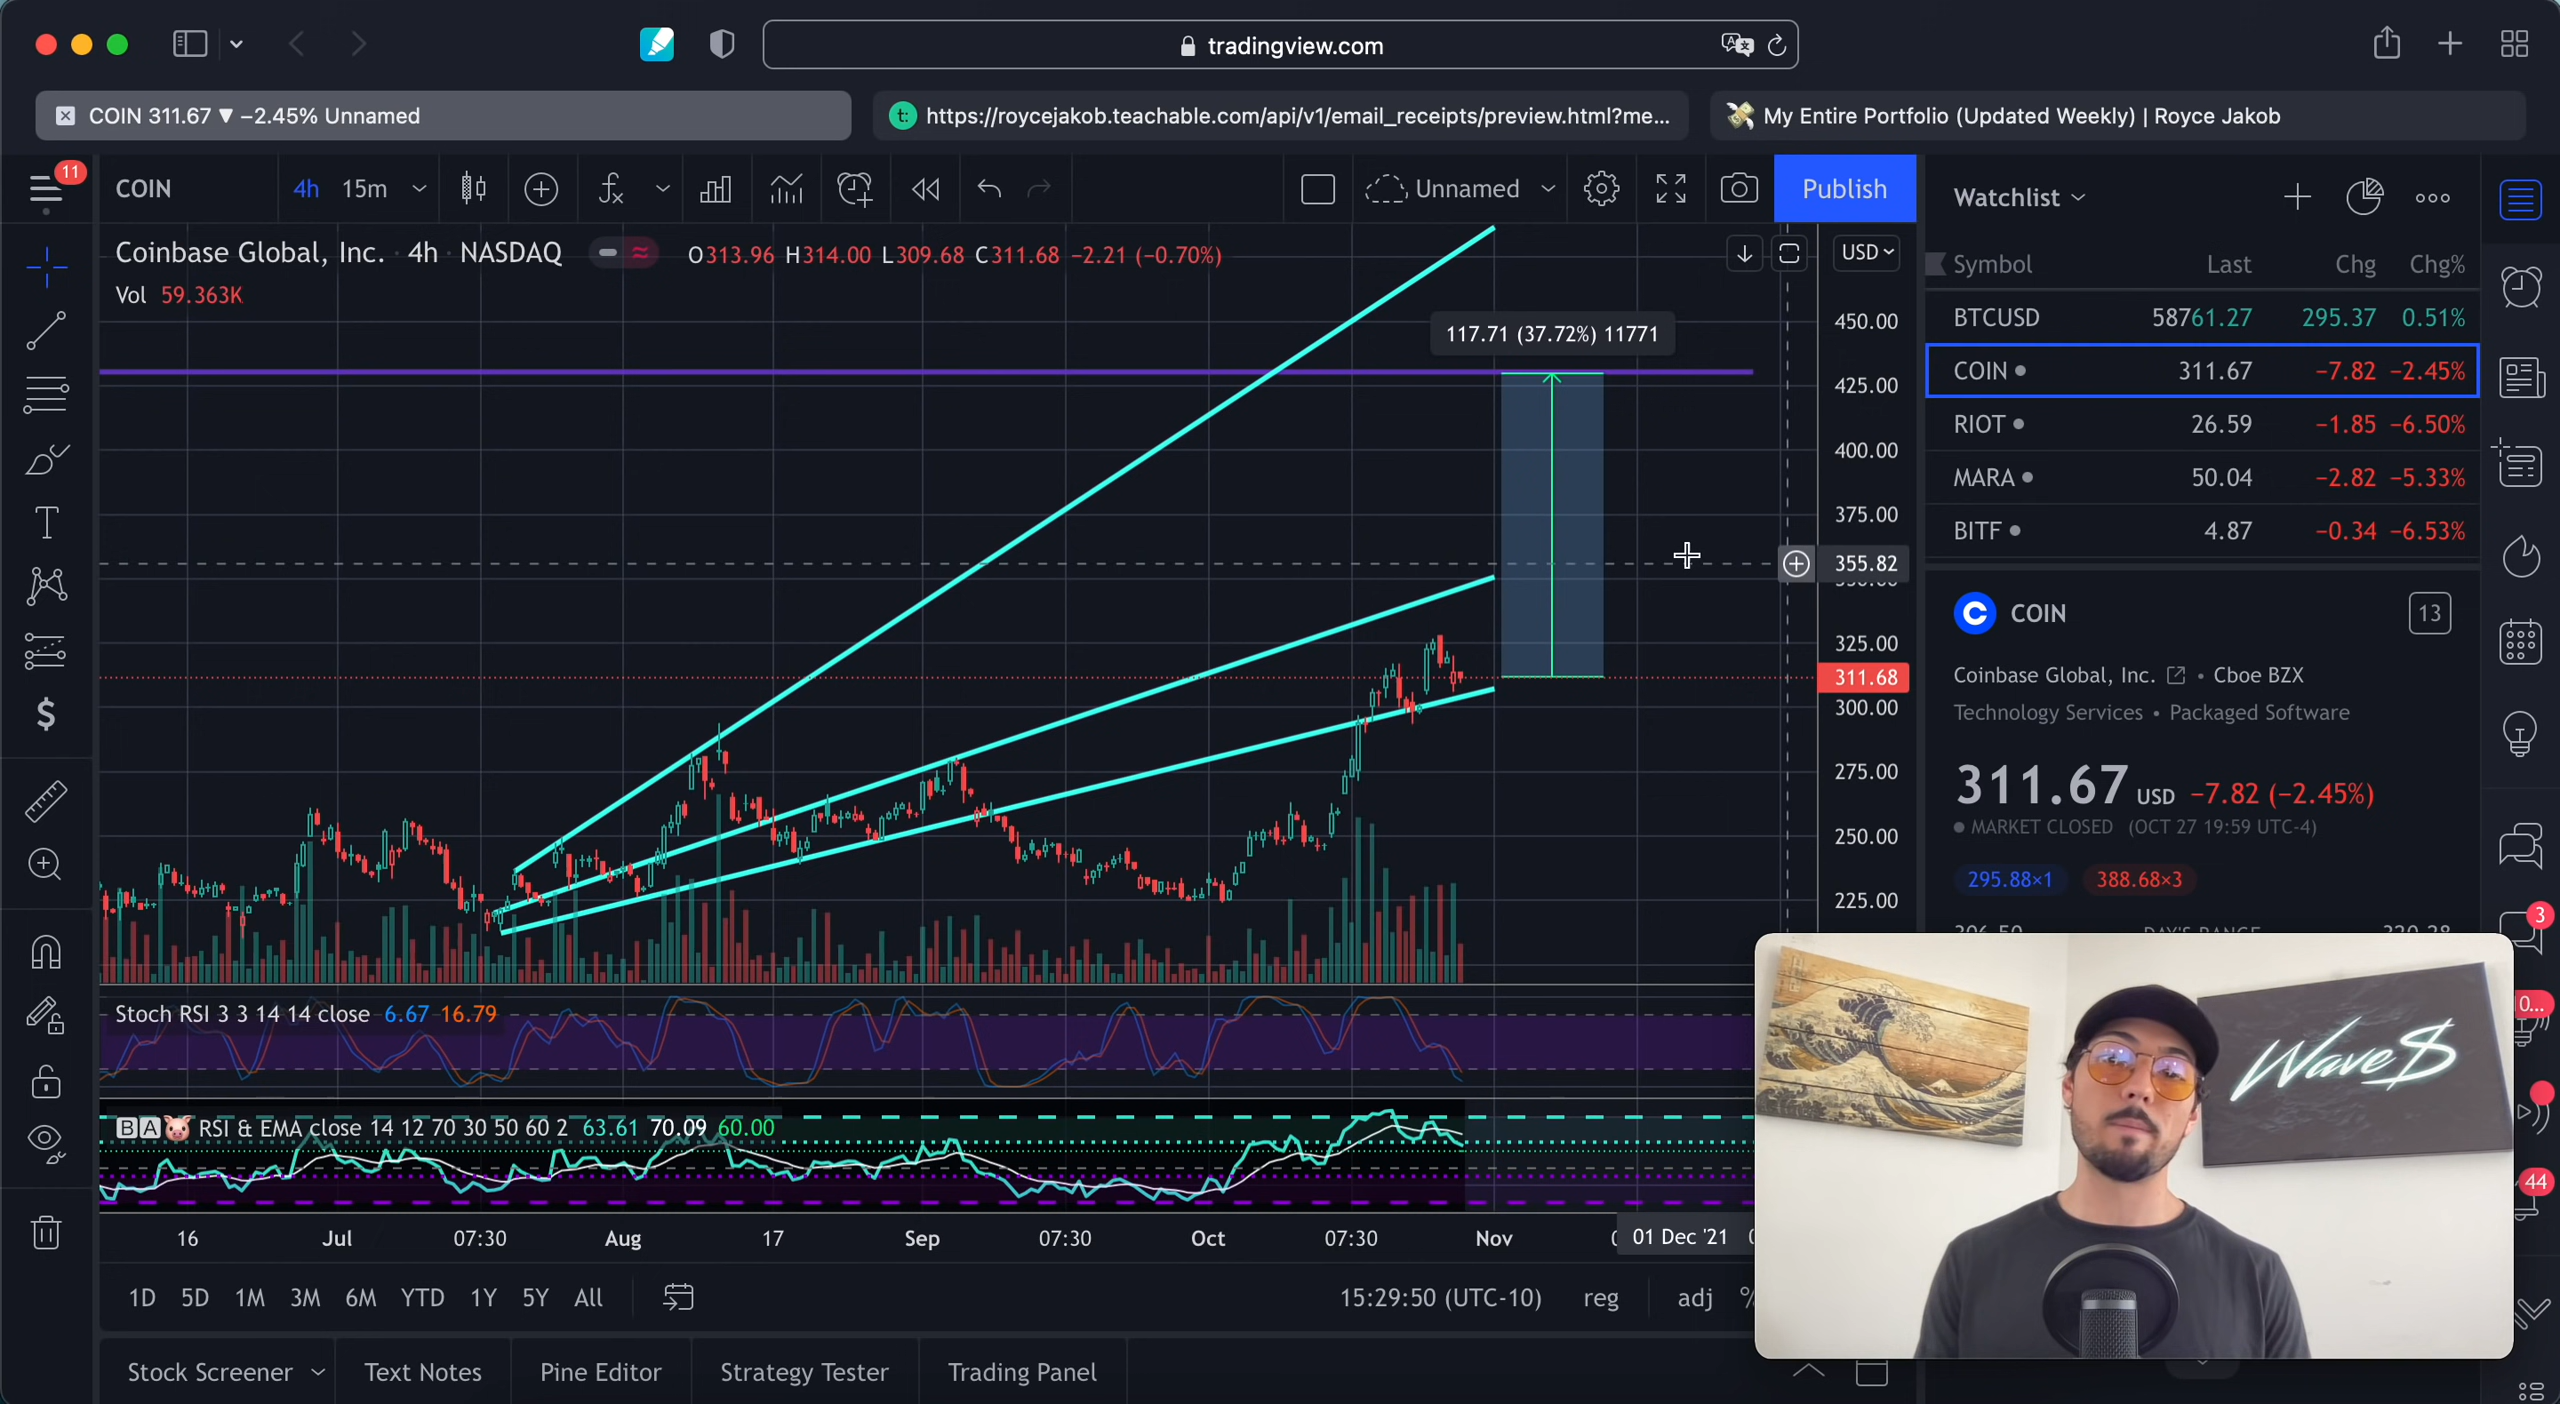 tradingview.com
COIN 311.67 ▼ −2.45% Unnamed
https://roycejakob.teachable.com/api/v1/email_receipts/preview.html?me...
My Entire Portfolio (Updated Weekly) | Royce Jakob
11
COIN
4h
15m
Unnamed
Publish
Coinbase Global, Inc. · 4h · NASDAQ
O313.96 H314.00 L309.68 C311.68 −2.21 (−0.70%)
USD
Vol 59.363K
117.71 (37.72%) 11771
450.00
425.00
400.00
375.00
355.82
325.00
311.68
300.00
275.00
250.00
225.00
Stoch RSI 3 3 14 14 close 6.67 16.79
BA RSI & EMA close 14 12 70 30 50 60 2 63.61 70.09 60.00
16 Jul 07:30 Aug 17 Sep 07:30 Oct 07:30 Nov 01 Dec '21
1D 5D 1M 3M 6M YTD 1Y 5Y All
15:29:50 (UTC-10) reg adj
Stock Screener Text Notes Pine Editor Strategy Tester Trading Panel
Watchlist
Symbol Last Chg Chg%
BTCUSD 58761.27 295.37 0.51%
COIN 311.67 −7.82 −2.45%
RIOT 26.59 −1.85 −6.50%
MARA 50.04 −2.82 −5.33%
BITF 4.87 −0.34 −6.53%
COIN
13
Coinbase Global, Inc. • Cboe BZX
Technology Services • Packaged Software
311.67 USD −7.82 (−2.45%)
MARKET CLOSED (OCT 27 19:59 UTC-4)
295.88×1 388.68×3
3
0...
44
Wave$